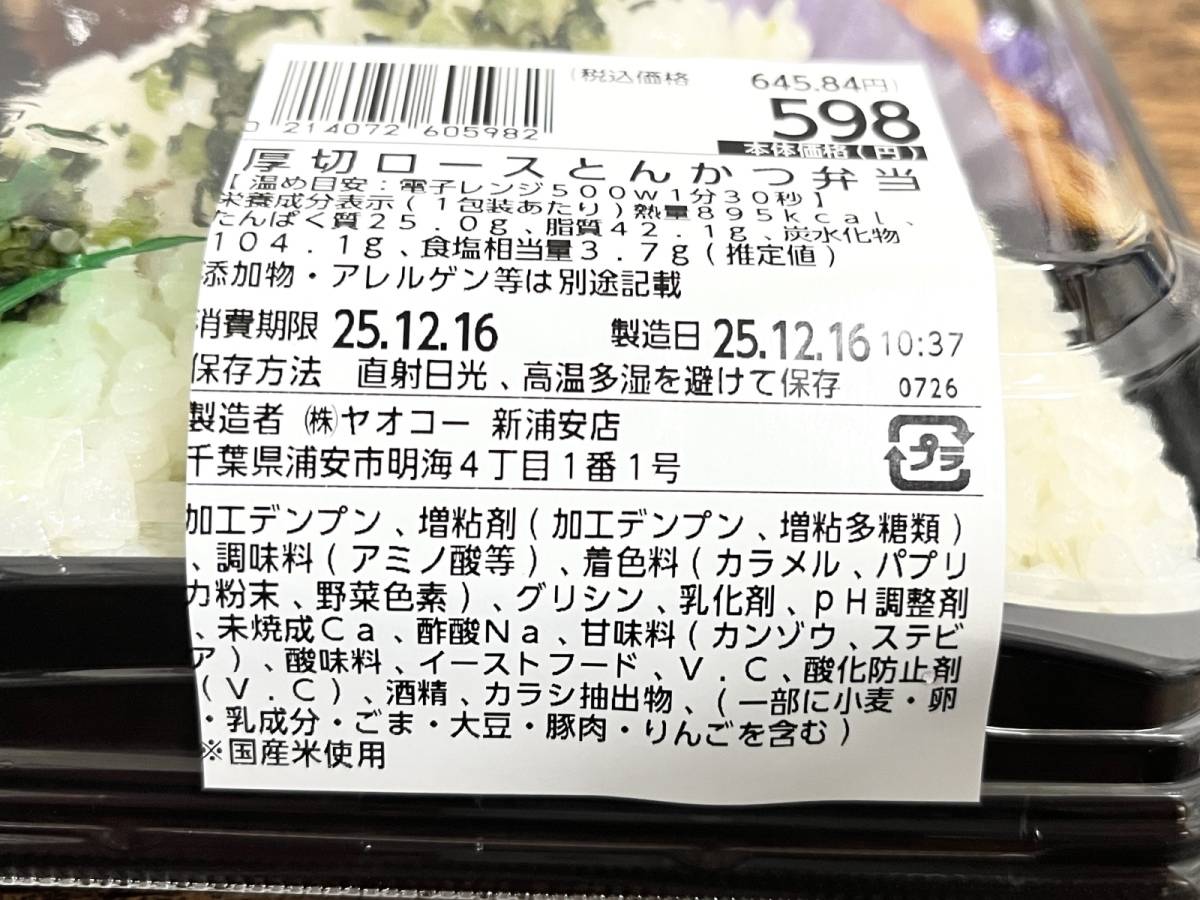 (税込価格 645.84円)
0 214072 605982
598
本体価格(円)
厚切ロースとんかつ弁当
【温め目安:電子レンジ500W1分30秒】
栄養成分表示(1包装あたり)熱量895kcal、
たんぱく質25.0g、脂質42.1g、炭水化物
104.1g、食塩相当量3.7g(推定値)
添加物・アレルゲン等は別途記載
消費期限 25.12.16 製造日 25.12.16 10:37
保存方法 直射日光、高温多湿を避けて保存 0726
製造者 ㈱ヤオコー 新浦安店
千葉県浦安市明海4丁目1番1号
プラ
加工デンプン、増粘剤(加工デンプン、増粘多糖類)
、調味料(アミノ酸等)、着色料(カラメル、パプリ
カ粉末、野菜色素)、グリシン、乳化剤、pH調整剤
、未焼成Ca、酢酸Na、甘味料(カンゾウ、ステビ
ア)、酸味料、イーストフード、V.C、酸化防止剤
(V.C)、酒精、カラシ抽出物、(一部に小麦・卵
・乳成分・ごま・大豆・豚肉・りんごを含む)
※国産米使用